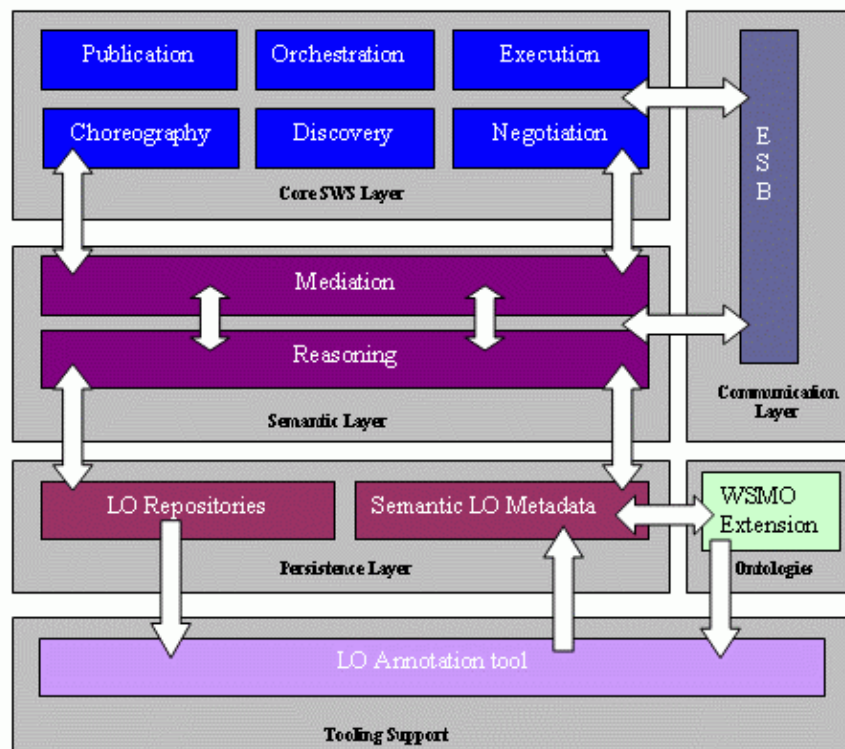 Publication
Orchestration
Execution
Choreography
Discovery
Negotiation
Core SWS Layer
E
S
B
Mediation
Reasoning
Semantic Layer
Communication
Layer
LO Repositories
Semantic LO Metadata
WSMO
Extension
Persistence Layer
Ontologies
LO Annotation tool
Tooling Support